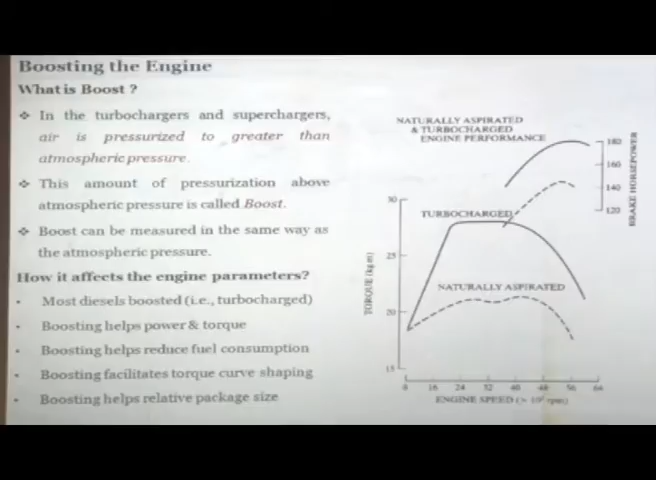 Boosting the Engine
What is Boost ?
❖ In the turbochargers and superchargers,
air is pressurized to greater than
atmospheric pressure.
❖ This amount of pressurization above
atmospheric pressure is called Boost.
❖ Boost can be measured in the same way as
the atmospheric pressure.
How it affects the engine parameters?
• Most diesels boosted (i.e., turbocharged)
• Boosting helps power & torque
• Boosting helps reduce fuel consumption
• Boosting facilitates torque curve shaping
• Boosting helps relative package size
NATURALLY ASPIRATED
& TURBOCHARGED
ENGINE PERFORMANCE
180
160
140
120
BRAKE HORSEPOWER
TURBOCHARGED
NATURALLY ASPIRATED
TORQUE (kg.m)
30
25
20
15
16
24
32
40
48
56
64
ENGINE SPEED
rpm)